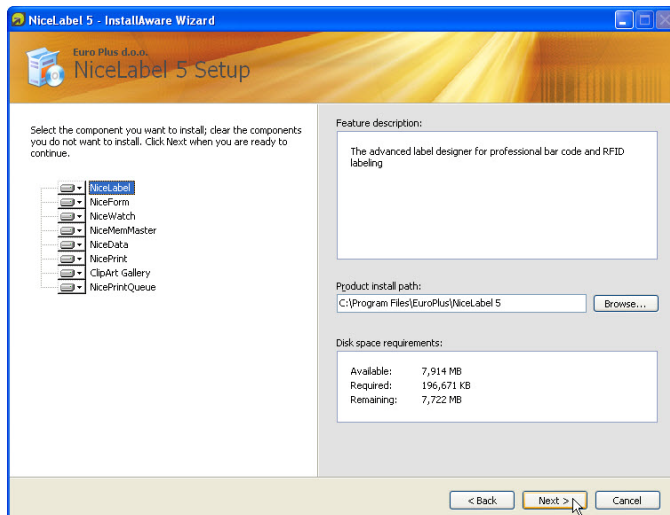 NiceLabel 5 - InstallAware Wizard
Euro Plus d.o.o.
NiceLabel 5 Setup
Select the component you want to install; clear the components
you do not want to install. Click Next when you are ready to
continue.
NiceLabel
NiceForm
NiceWatch
NiceMemMaster
NiceData
NicePrint
ClipArt Gallery
NicePrintQueue
Feature description:
The advanced label designer for professional bar code and RFID
labeling
Product install path:
C:\Program Files\EuroPlus\NiceLabel 5
Browse...
Disk space requirements:
Available: 7,914 MB
Required: 196,671 KB
Remaining: 7,722 MB
< Back Next > Cancel